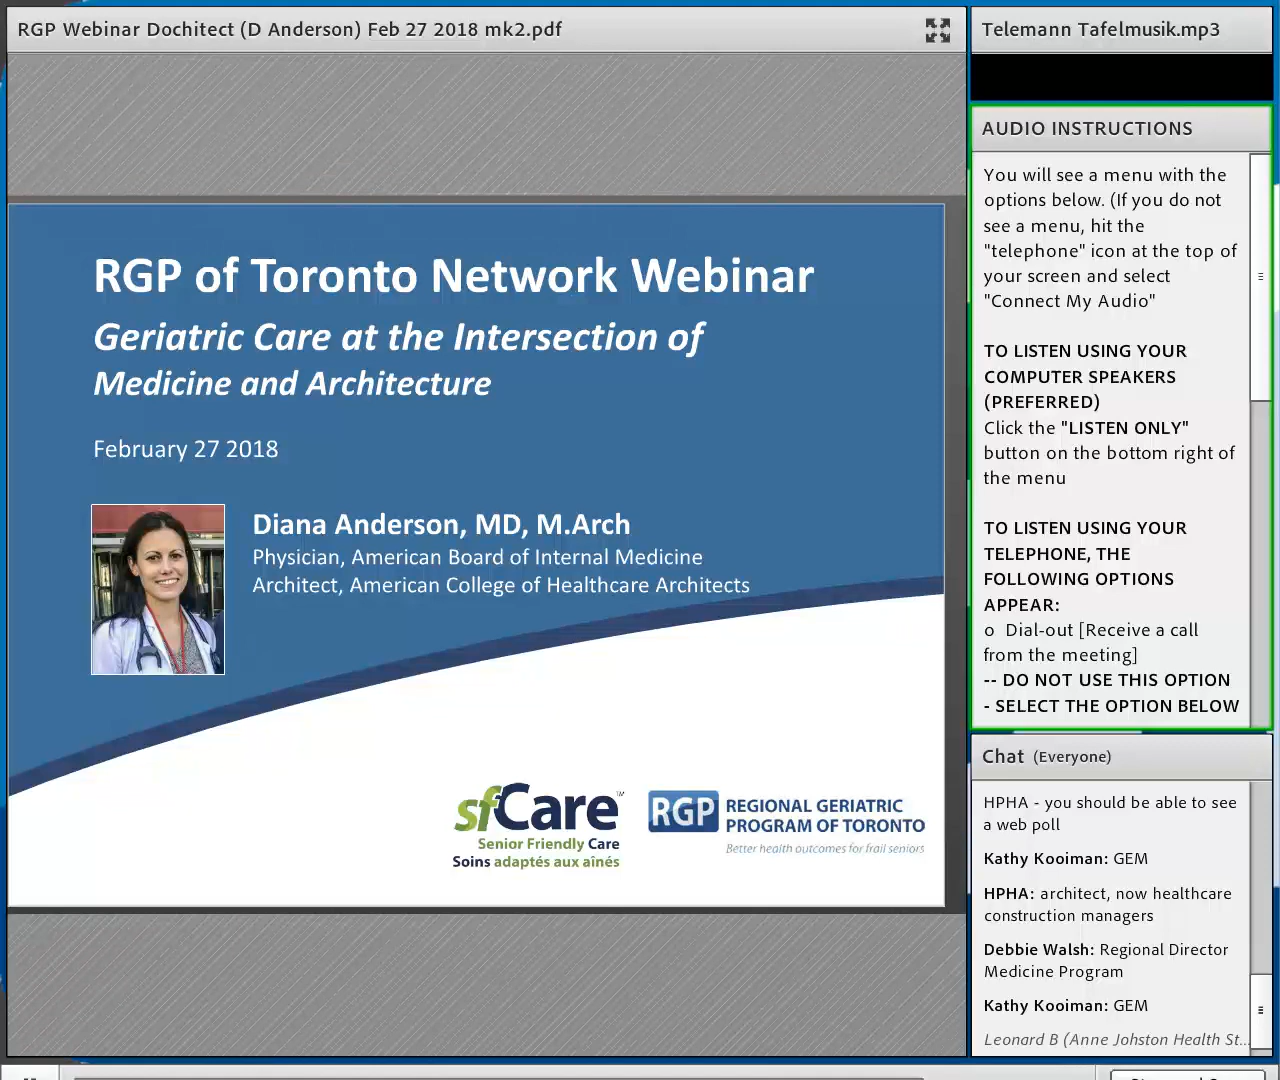 RGP Webinar Dochitect (D Anderson) Feb 27 2018 mk2.pdf
RGP of Toronto Network Webinar
Geriatric Care at the Intersection of
Medicine and Architecture
February 27 2018
Diana Anderson, MD, M.Arch
Physician, American Board of Internal Medicine
Architect, American College of Healthcare Architects
sfCare™
Senior Friendly Care
Soins adaptés aux aînés
RGP REGIONAL GERIATRIC
PROGRAM OF TORONTO
Better health outcomes for frail seniors
Telemann Tafelmusik.mp3
AUDIO INSTRUCTIONS
You will see a menu with the
options below. (If you do not
see a menu, hit the
"telephone" icon at the top of
your screen and select
"Connect My Audio"
TO LISTEN USING YOUR
COMPUTER SPEAKERS
(PREFERRED)
Click the "LISTEN ONLY"
button on the bottom right of
the menu
TO LISTEN USING YOUR
TELEPHONE, THE
FOLLOWING OPTIONS
APPEAR:
o Dial-out [Receive a call
from the meeting]
-- DO NOT USE THIS OPTION
- SELECT THE OPTION BELOW
Chat (Everyone)
HPHA - you should be able to see
a web poll
Kathy Kooiman: GEM
HPHA: architect, now healthcare
construction managers
Debbie Walsh: Regional Director
Medicine Program
Kathy Kooiman: GEM
Leonard B (Anne Johston Health St...